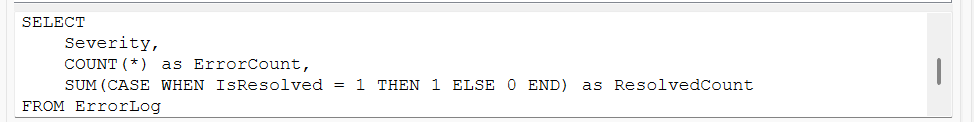 SELECT
    Severity,
    COUNT(*) as ErrorCount,
    SUM(CASE WHEN IsResolved = 1 THEN 1 ELSE 0 END) as ResolvedCount
FROM ErrorLog